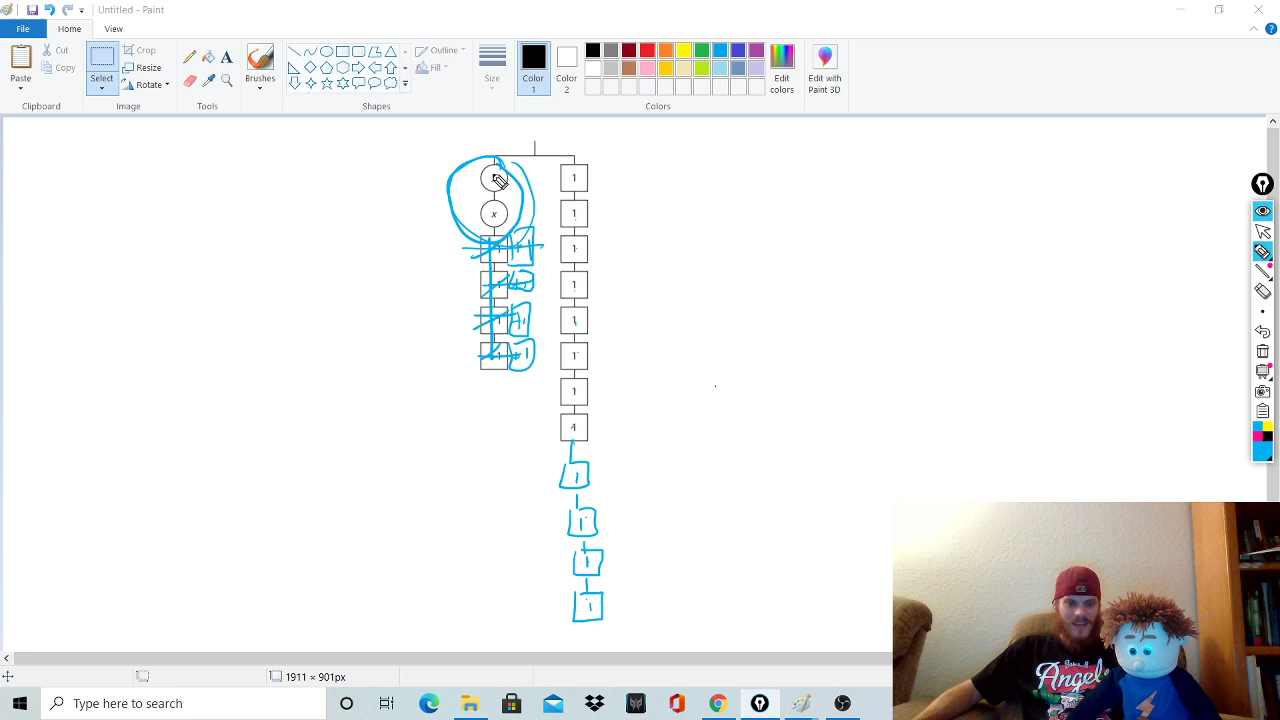 Untitled - Paint
File Home View
Paste
Cut
Copy
Clipboard
Select
Crop
Resize
Rotate
Image
Tools
Brushes
Shapes
Outline
Fill
Size
Color 1
Color 2
Edit colors
Colors
Edit with Paint 3D
1
x 1
1 +1 1
1 1
1 +1 1
1 +1 1
1
1
1
1
1
1
1911 × 901px
Type here to search
Angel